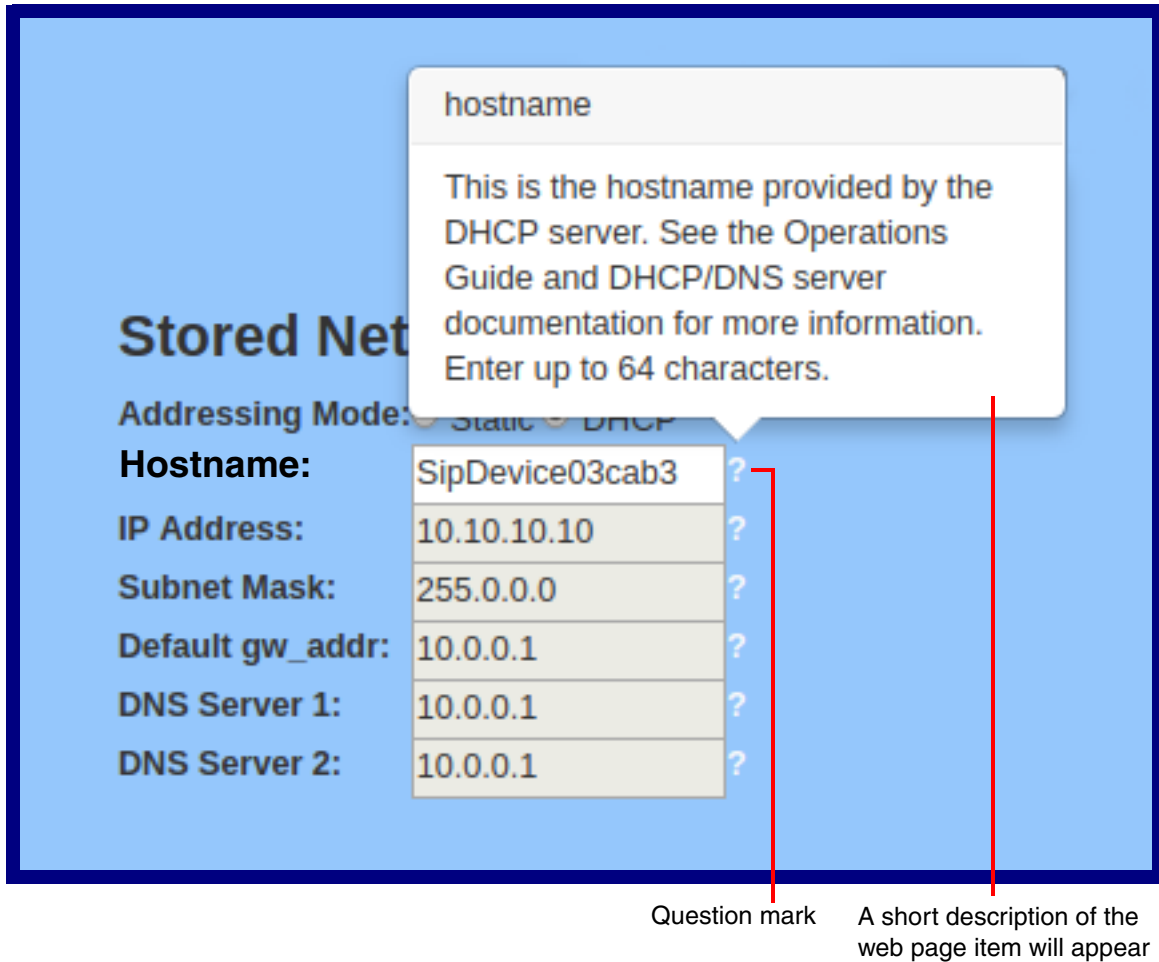 hostname
This is the hostname provided by the
DHCP server. See the Operations
Guide and DHCP/DNS server
documentation for more information.
Enter up to 64 characters.
Stored Net
Addressing Mode: Static DHCP
Hostname: SipDevice03cab3 ?
IP Address: 10.10.10.10 ?
Subnet Mask: 255.0.0.0 ?
Default gw_addr: 10.0.0.1 ?
DNS Server 1: 10.0.0.1 ?
DNS Server 2: 10.0.0.1 ?
Question mark
A short description of the
web page item will appear